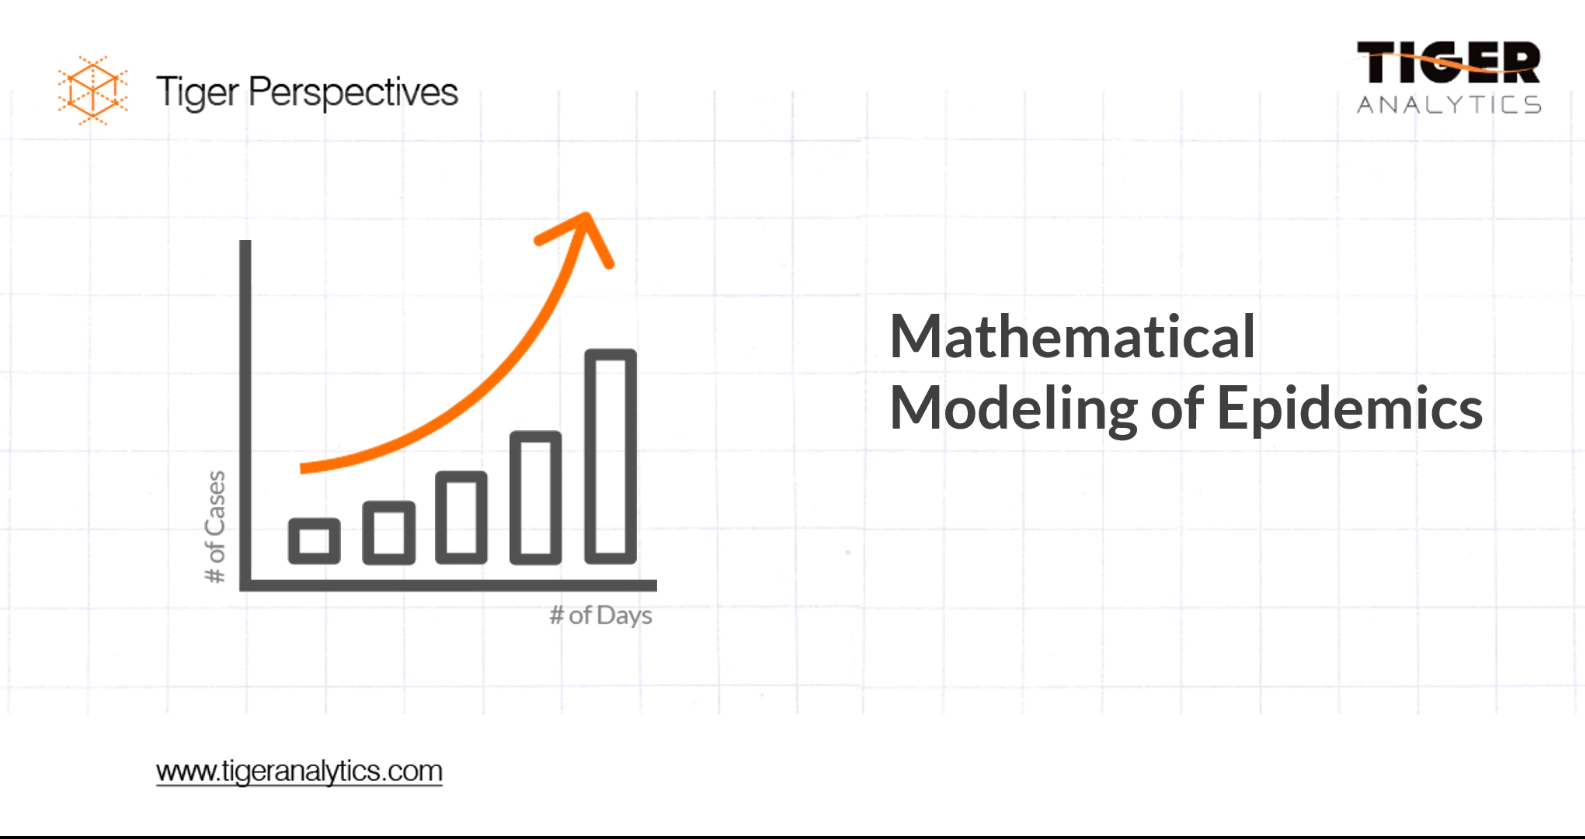 Tiger Perspectives
TIGER
ANALYTICS
Mathematical
Modeling of Epidemics
# of Cases
# of Days
www.tigeranalytics.com